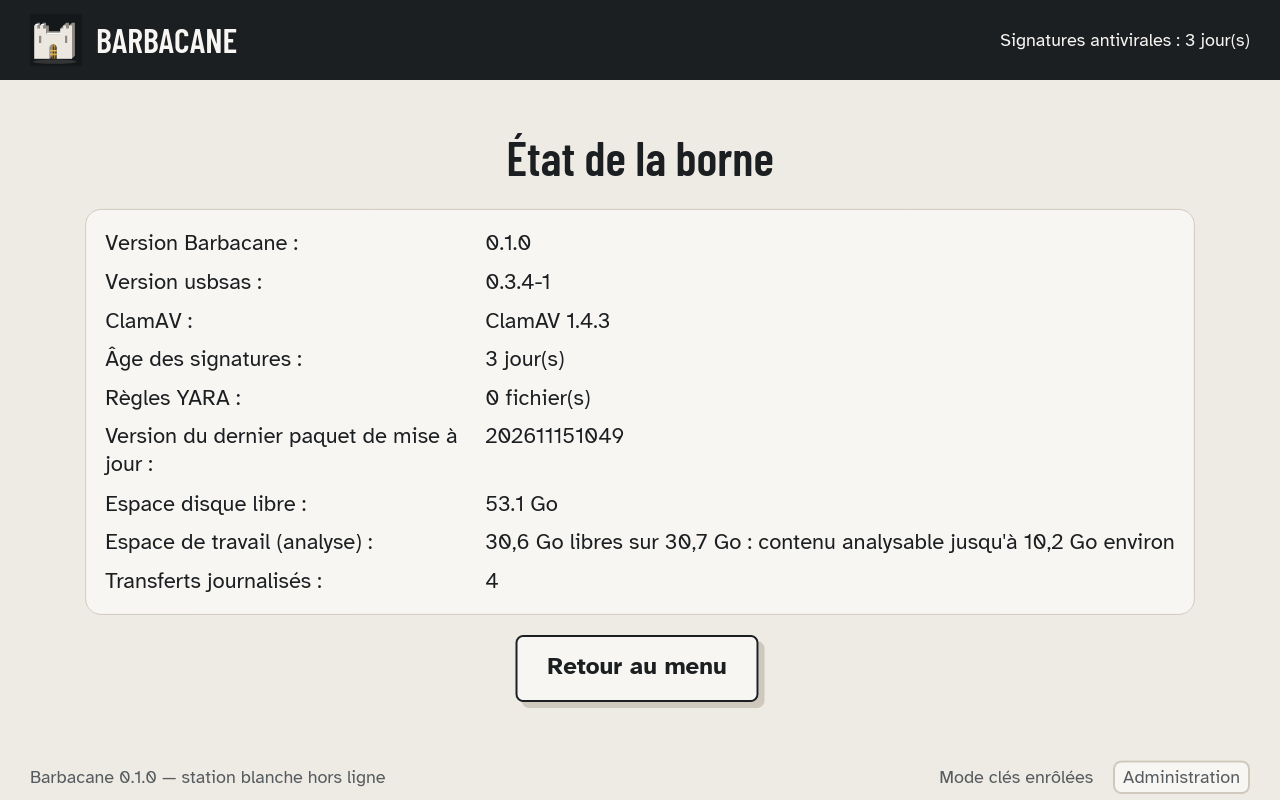 BARBACANE
Signatures antivirales : 3 jour(s)
État de la borne
Version Barbacane : 0.1.0
Version usbsas : 0.3.4-1
ClamAV : ClamAV 1.4.3
Âge des signatures : 3 jour(s)
Règles YARA : 0 fichier(s)
Version du dernier paquet de mise à 202611151049
jour :
Espace disque libre : 53.1 Go
Espace de travail (analyse) : 30,6 Go libres sur 30,7 Go : contenu analysable jusqu'à 10,2 Go environ
Transferts journalisés : 4
Retour au menu
Barbacane 0.1.0 — station blanche hors ligne
Mode clés enrôlées Administration